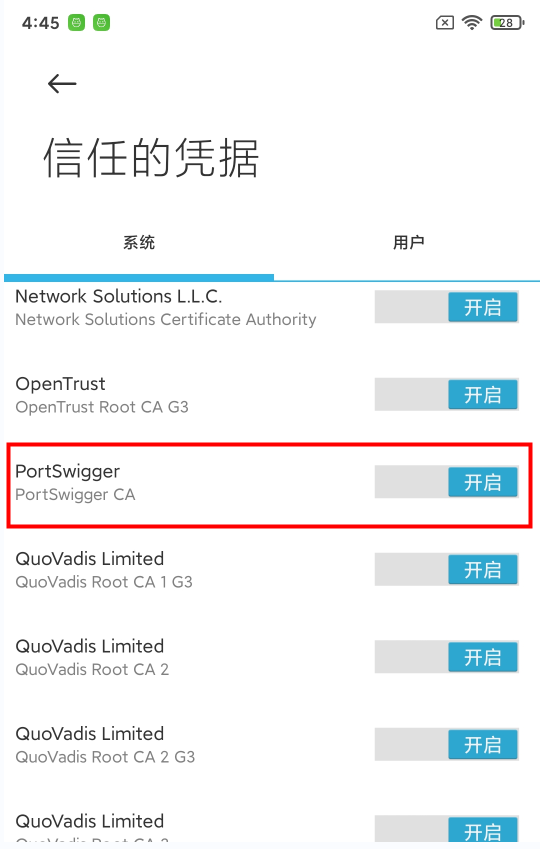 4:45
28
信任的凭据
系统
用户
Network Solutions L.L.C.
Network Solutions Certificate Authority
开启
OpenTrust
OpenTrust Root CA G3
开启
PortSwigger
PortSwigger CA
开启
QuoVadis Limited
QuoVadis Root CA 1 G3
开启
QuoVadis Limited
QuoVadis Root CA 2
开启
QuoVadis Limited
QuoVadis Root CA 2 G3
开启
QuoVadis Limited
QuoVadis Root CA
开启